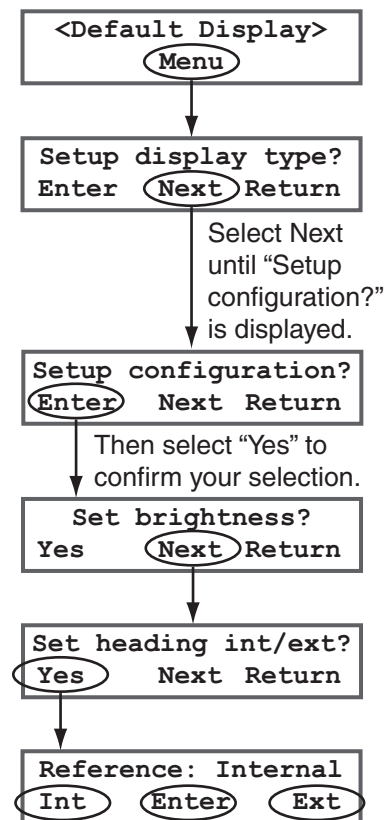 <Default Display>
Menu
Setup display type?
Enter Next Return
Select Next
until “Setup
configuration?”
is displayed.
Setup configuration?
Enter Next Return
Then select “Yes” to
confirm your selection.
Set brightness?
Yes Next Return
Set heading int/ext?
Yes Next Return
Reference: Internal
Int Enter Ext